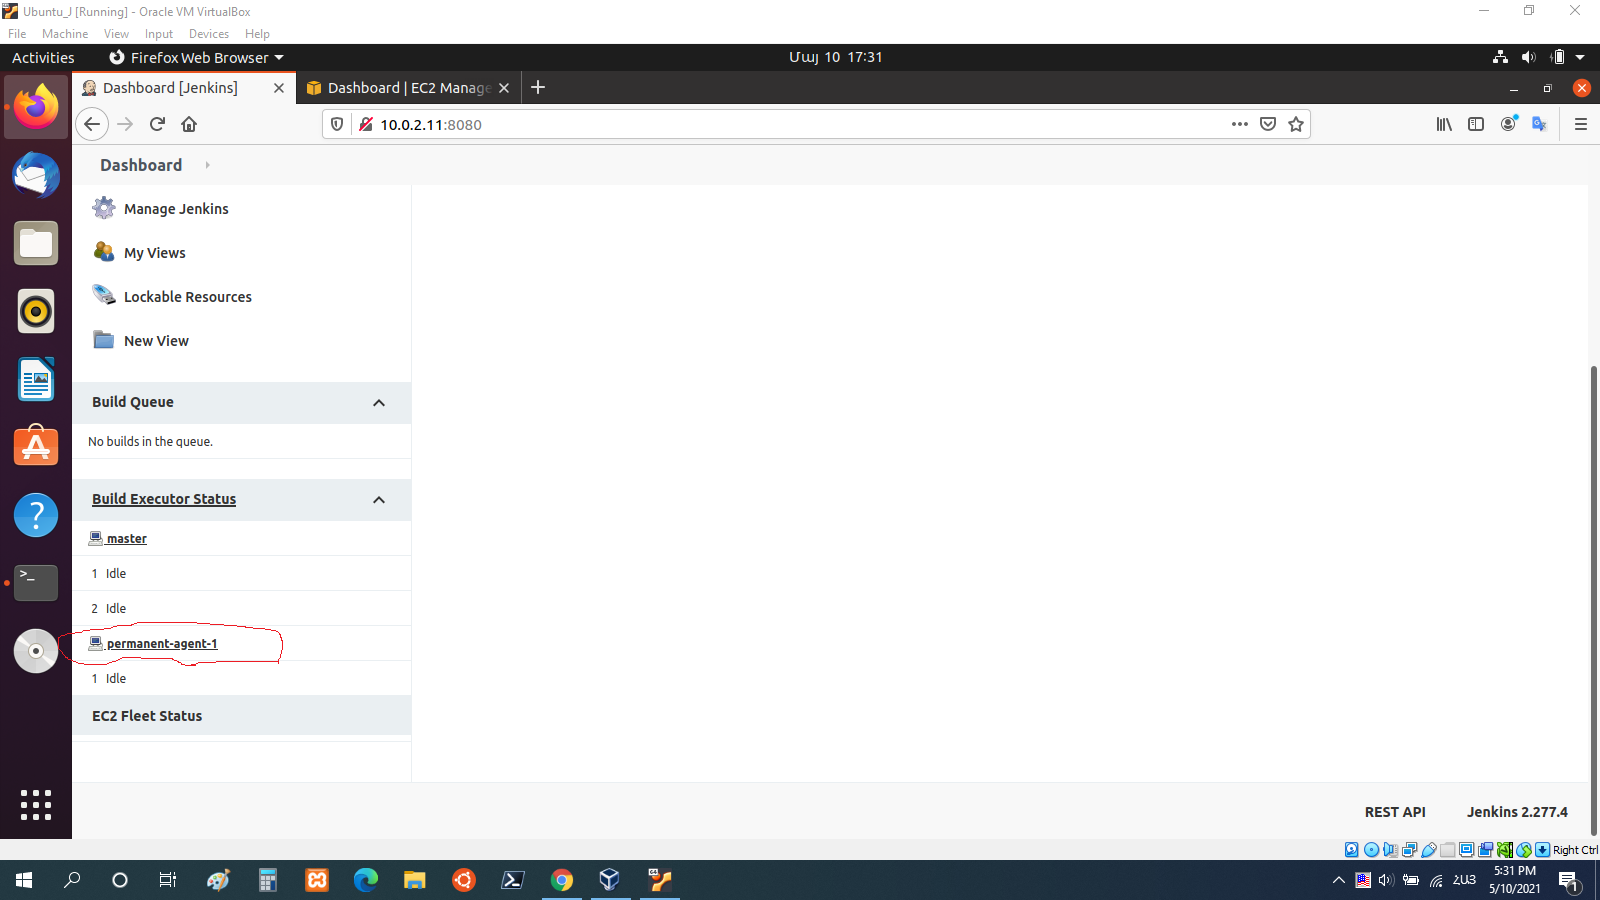 Ubuntu_J [Running] - Oracle VM VirtualBox
File Machine View Input Devices Help
Activities Firefox Web Browser Մայ 10 17:31
Dashboard [Jenkins] Dashboard | EC2 Manage
10.0.2.11:8080
Dashboard
Manage Jenkins
My Views
Lockable Resources
New View
Build Queue
No builds in the queue.
Build Executor Status
master
1 Idle
2 Idle
permanent-agent-1
1 Idle
EC2 Fleet Status
REST API Jenkins 2.277.4
Right Ctrl
ՀԱՅ
5:31 PM
5/10/2021
1